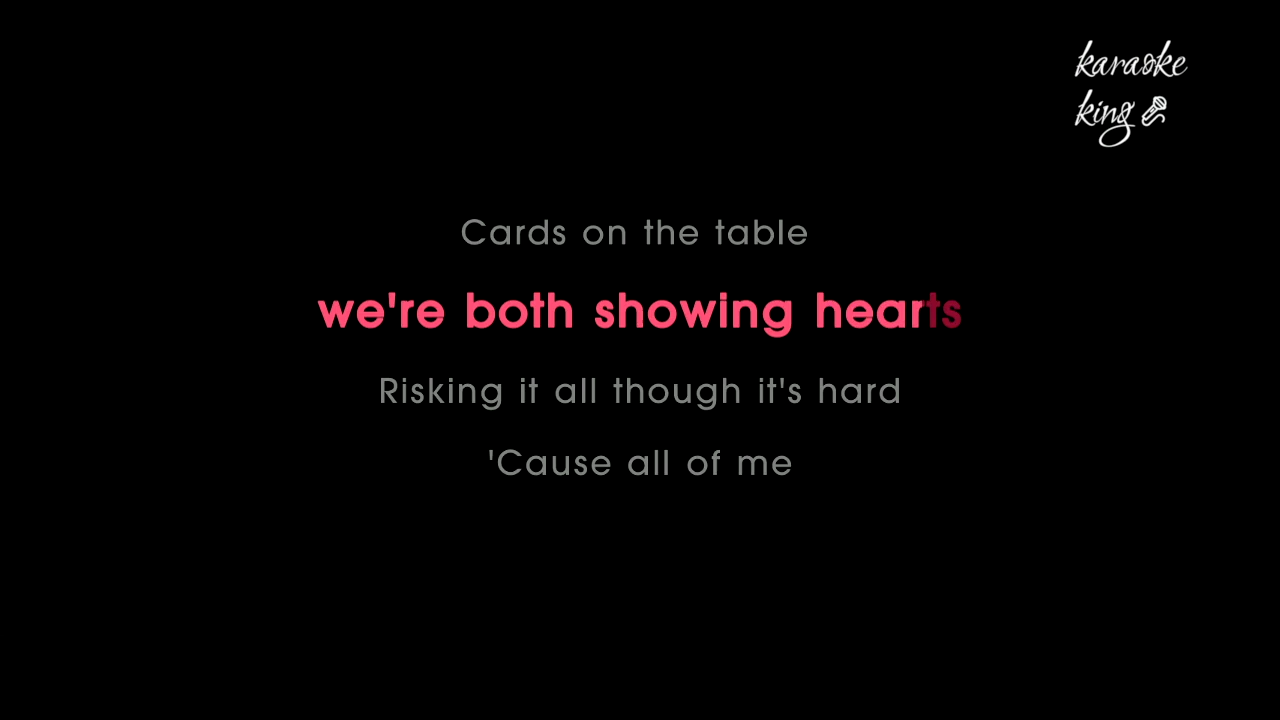 karaoke
king
Cards on the table
we're both showing hearts
Risking it all though it's hard
'Cause all of me